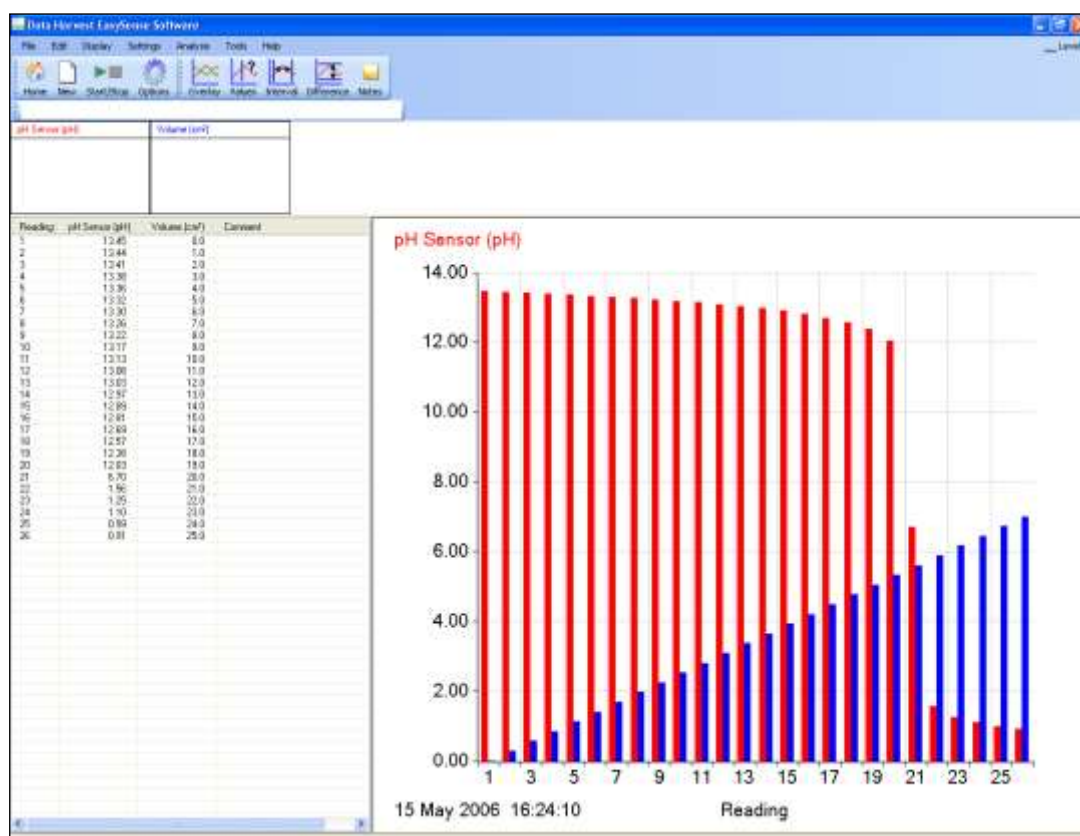 Data Harvest EasySense Software
File Edit Display Settings Analysis Tools Help
Home New Start/Stop Options Overlay Values Interval Difference Notes
pH Sensor (pH) Volume (cm³)
Reading pH Sensor (pH) Volume (cm³) Comment
1 13.45 0.0
2 13.44 1.0
3 13.41 2.0
4 13.38 3.0
5 13.36 4.0
6 13.32 5.0
7 13.30 6.0
8 13.26 7.0
9 13.22 8.0
10 13.17 9.0
11 13.13 10.0
12 13.08 11.0
13 13.03 12.0
14 12.97 13.0
15 12.89 14.0
16 12.81 15.0
17 12.69 16.0
18 12.57 17.0
19 12.38 18.0
20 12.03 19.0
21 6.70 20.0
22 1.56 21.0
23 1.25 22.0
24 1.10 23.0
25 0.99 24.0
26 0.91 25.0
pH Sensor (pH)
14.00
12.00
10.00
8.00
6.00
4.00
2.00
0.00
1 3 5 7 9 11 13 15 17 19 21 23 25
15 May 2006 16:24:10 Reading